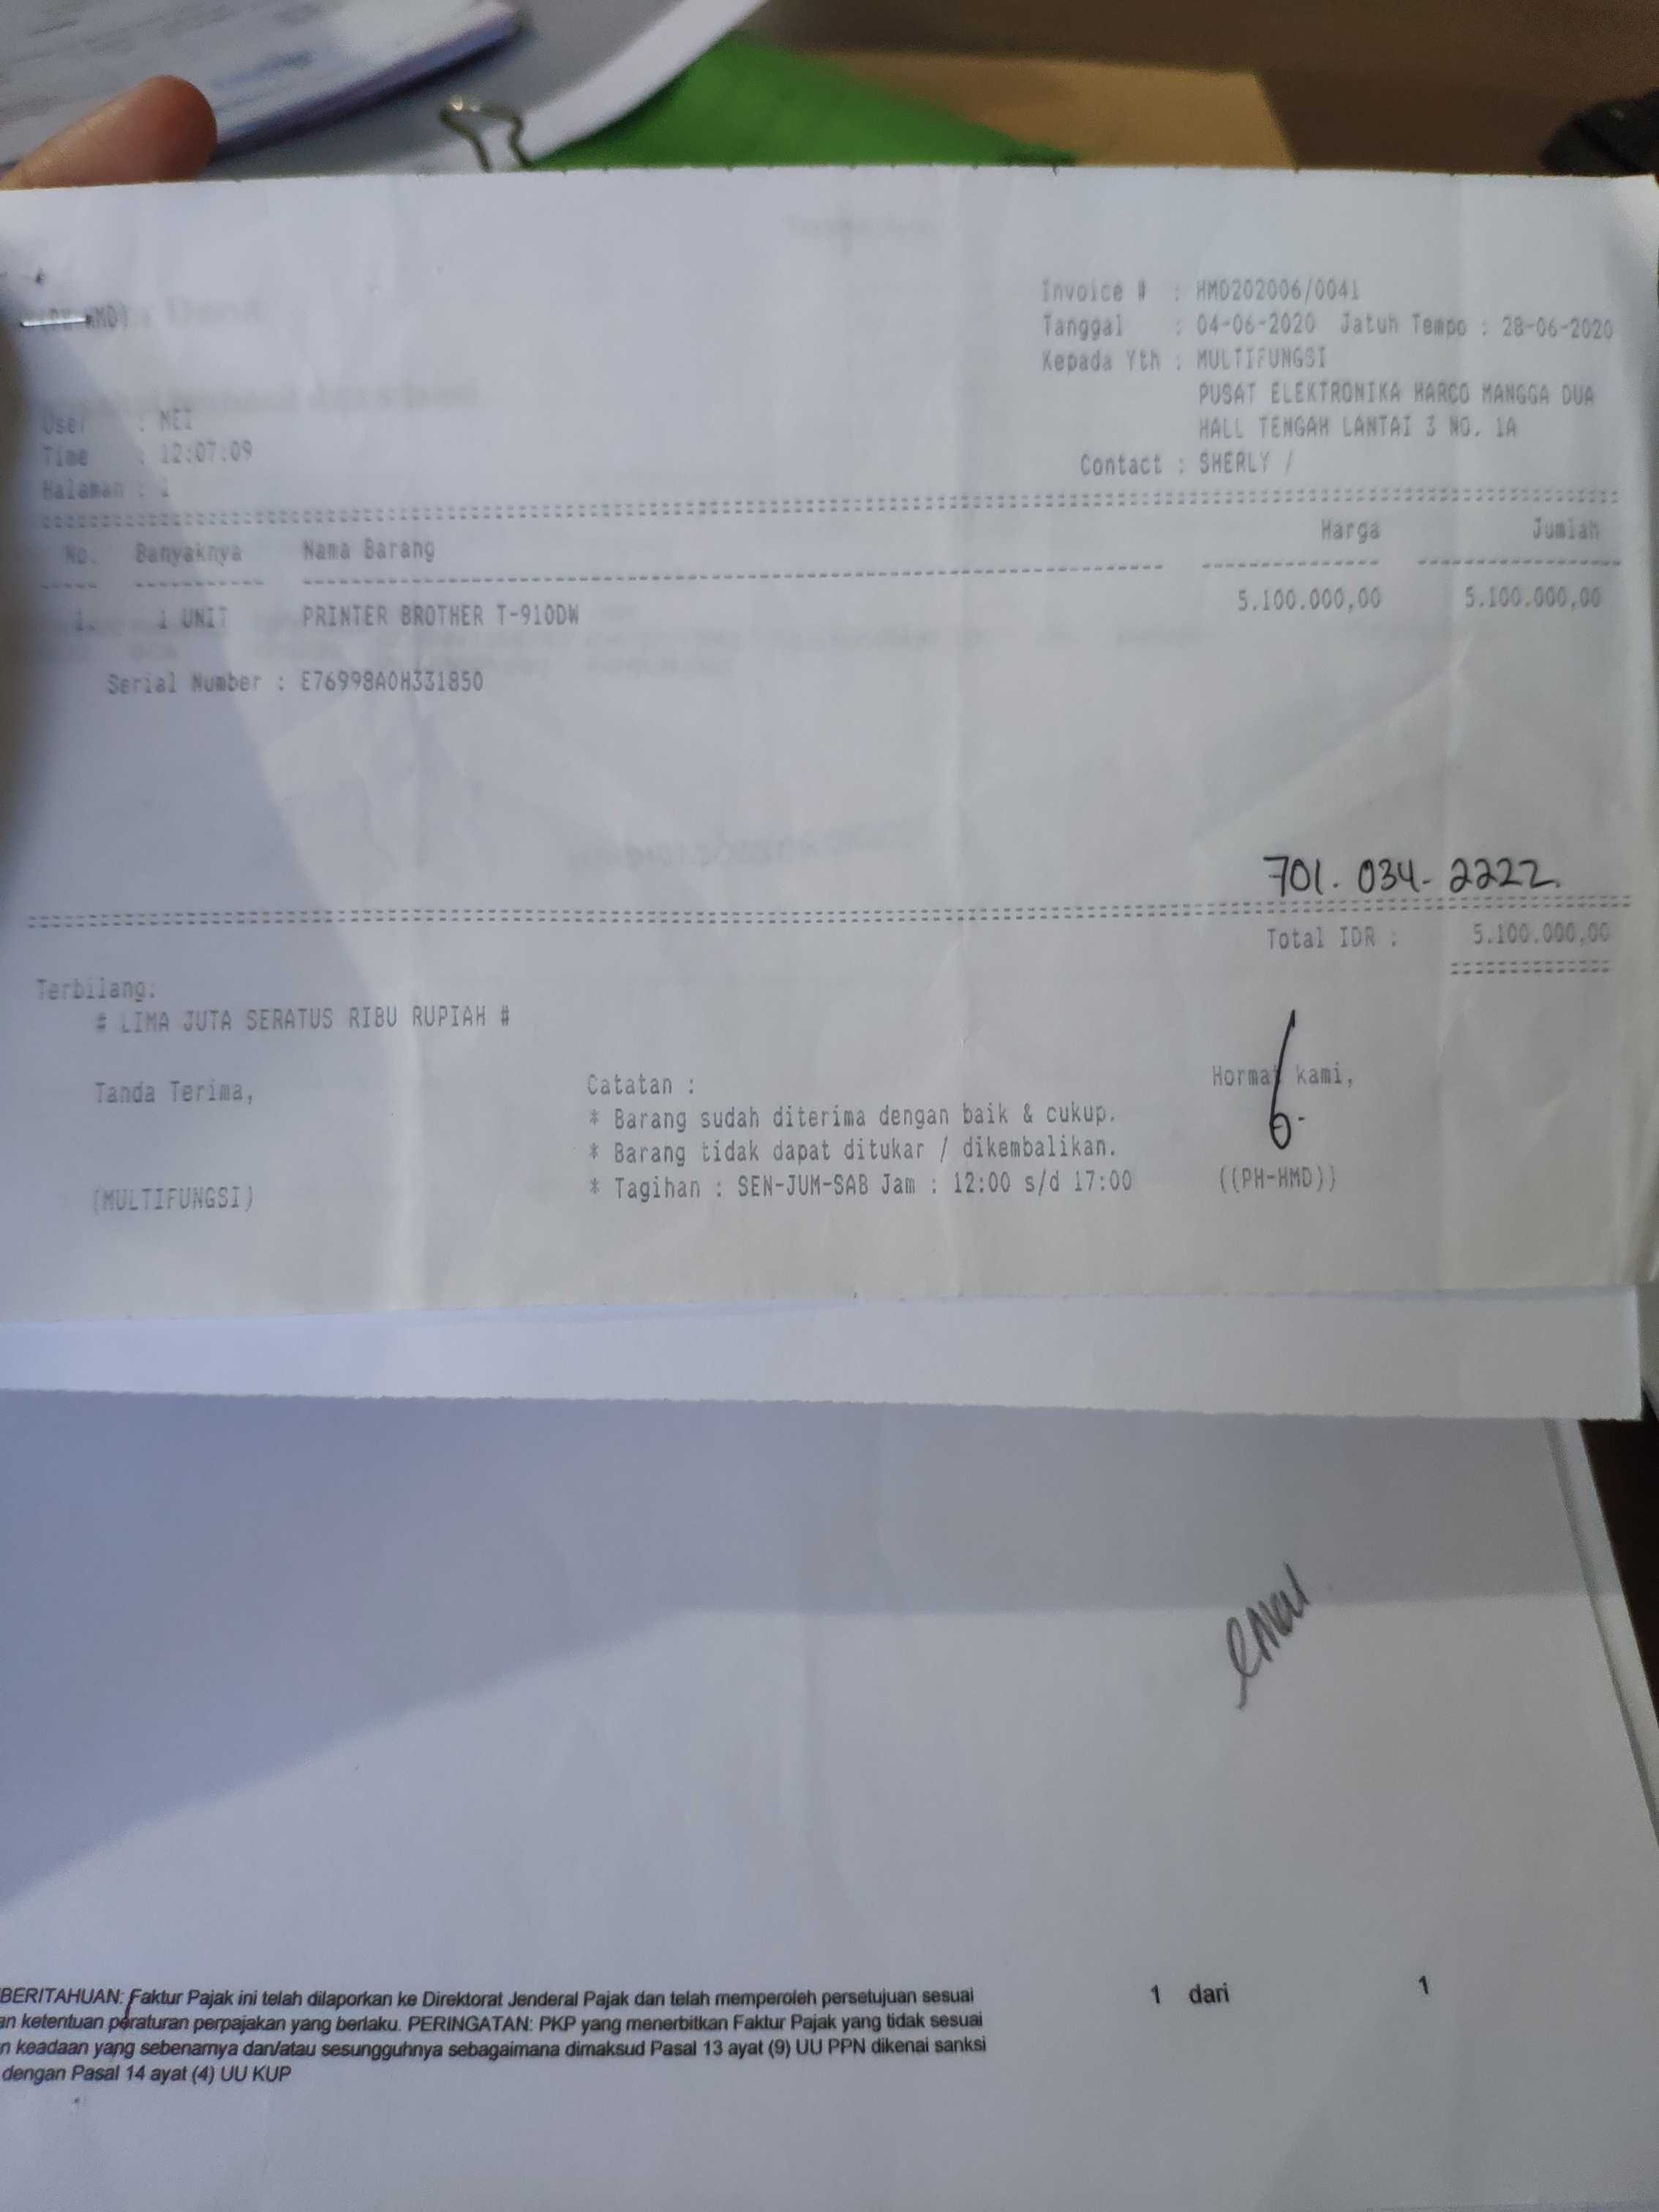 (PH-HMD)
Invoice # : HMO202006/0041
Tanggal : 04-06-2020 Jatuh Tempo : 28-06-2020
Kepada Yth : MULTIFUNGSI
PUSAT ELEKTRONIKA HARCO MANGGA DUA
HALL TENGAH LANTAI 3 NO. 1A
Contact : SHERLY /
User : MEI
Time : 12:07:09
Halaman : 1
No. Banyaknya Nama Barang Harga Jumlah
1. 1 UNIT PRINTER BROTHER T-910DW 5.100.000,00 5.100.000,00
Serial Number : E76998A0H331850
701. 034- 2222
Total IDR : 5.100.000,00
Terbilang:
# LIMA JUTA SERATUS RIBU RUPIAH #
Tanda Terima,
(MULTIFUNGSI)
Catatan :
* Barang sudah diterima dengan baik & cukup.
* Barang tidak dapat ditukar / dikembalikan.
* Tagihan : SEN-JUM-SAB Jam : 12:00 s/d 17:00
Hormat kami,
((PH-HMD))
BERITAHUAN: Faktur Pajak ini telah dilaporkan ke Direktorat Jenderal Pajak dan telah memperoleh persetujuan sesuai
an ketentuan peraturan perpajakan yang berlaku. PERINGATAN: PKP yang menerbitkan Faktur Pajak yang tidak sesuai
n keadaan yang sebenarnya dan/atau sesungguhnya sebagaimana dimaksud Pasal 13 ayat (9) UU PPN dikenai sanksi
dengan Pasal 14 ayat (4) UU KUP
1 dari 1